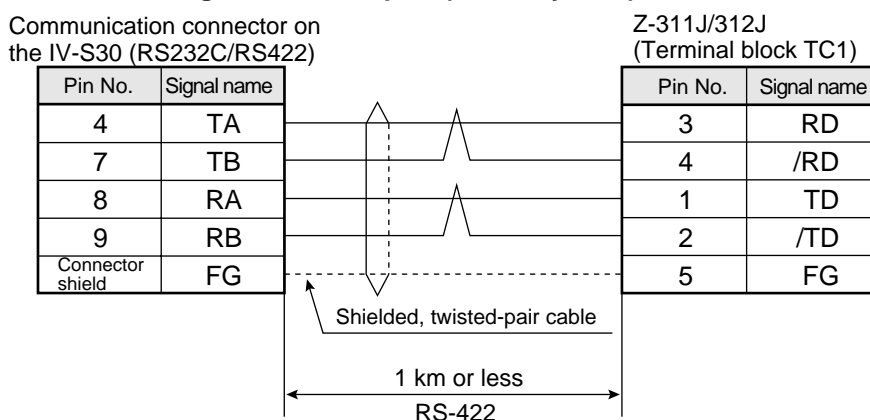 Communication connector on
the IV-S30 (RS232C/RS422)
Z-311J/312J
(Terminal block TC1)
Pin No. Signal name
4 TA
7 TB
8 RA
9 RB
Connector shield FG
Pin No. Signal name
3 RD
4 /RD
1 TD
2 /TD
5 FG
Shielded, twisted-pair cable
1 km or less
RS-422